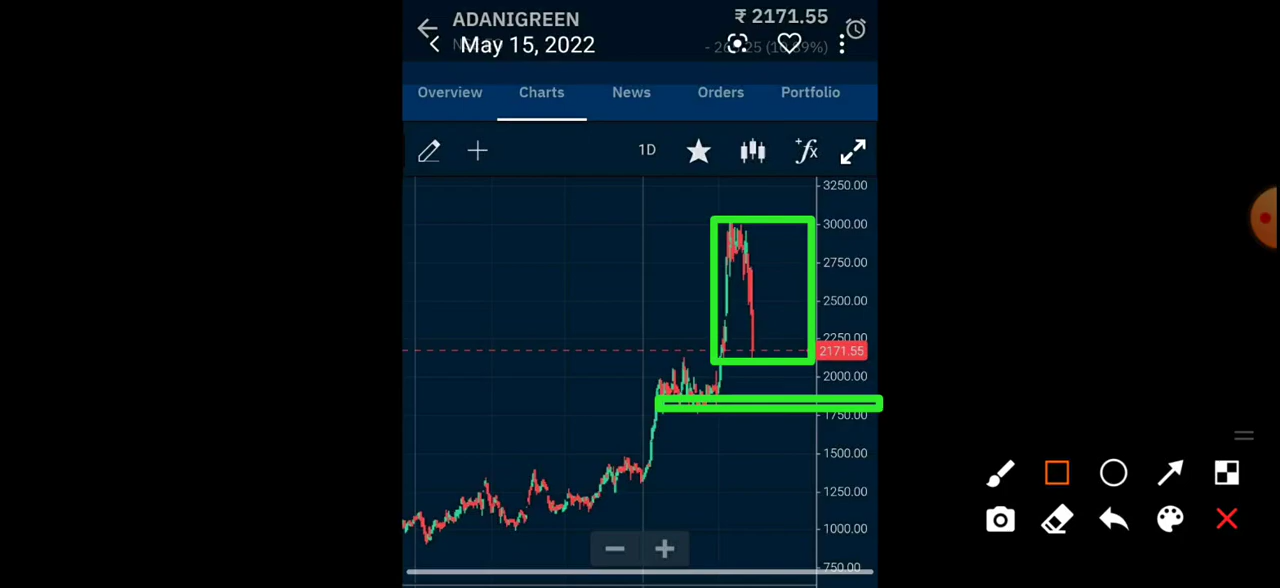 ADANIGREEN
₹ 2171.55
May 15, 2022
Overview Charts News Orders Portfolio
1D
fx
3250.00
3000.00
2750.00
2500.00
2250.00
2171.55
2000.00
1750.00
1500.00
1250.00
1000.00
750.00